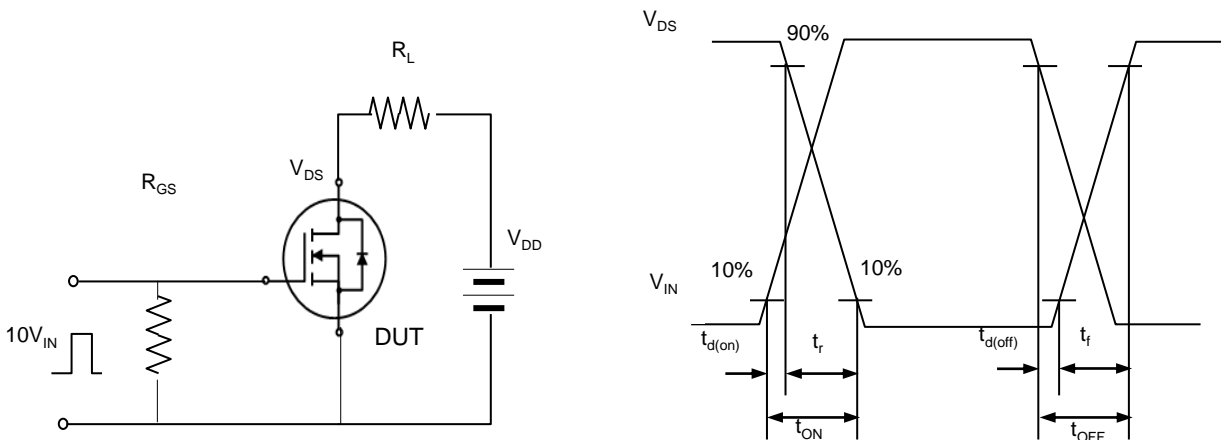 R_L
V_DS
R_GS
V_DD
10V_IN
DUT
V_DS
90%
10%
10%
V_IN
t_d(on)
t_r
t_d(off)
t_f
t_ON
t_OFF